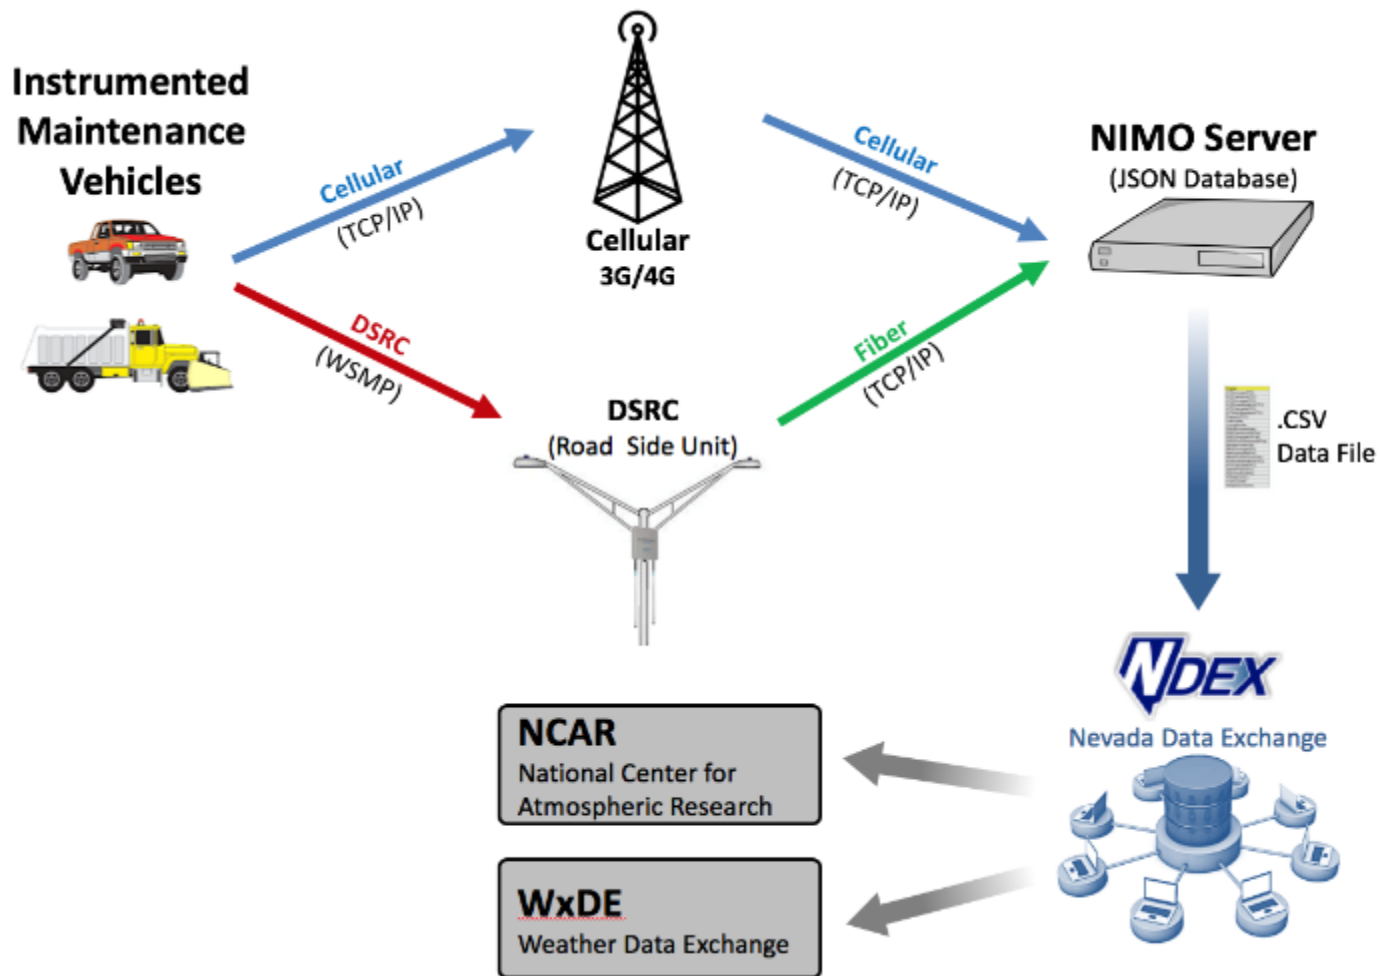 Instrumented
Maintenance
Vehicles
Cellular
(TCP/IP)
DSRC
(WSMP)
Cellular
3G/4G
Cellular
(TCP/IP)
DSRC
(Road Side Unit)
Fiber
(TCP/IP)
NIMO Server
(JSON Database)
.CSV
Data File
NDEX
Nevada Data Exchange
NCAR
National Center for
Atmospheric Research
WxDE
Weather Data Exchange